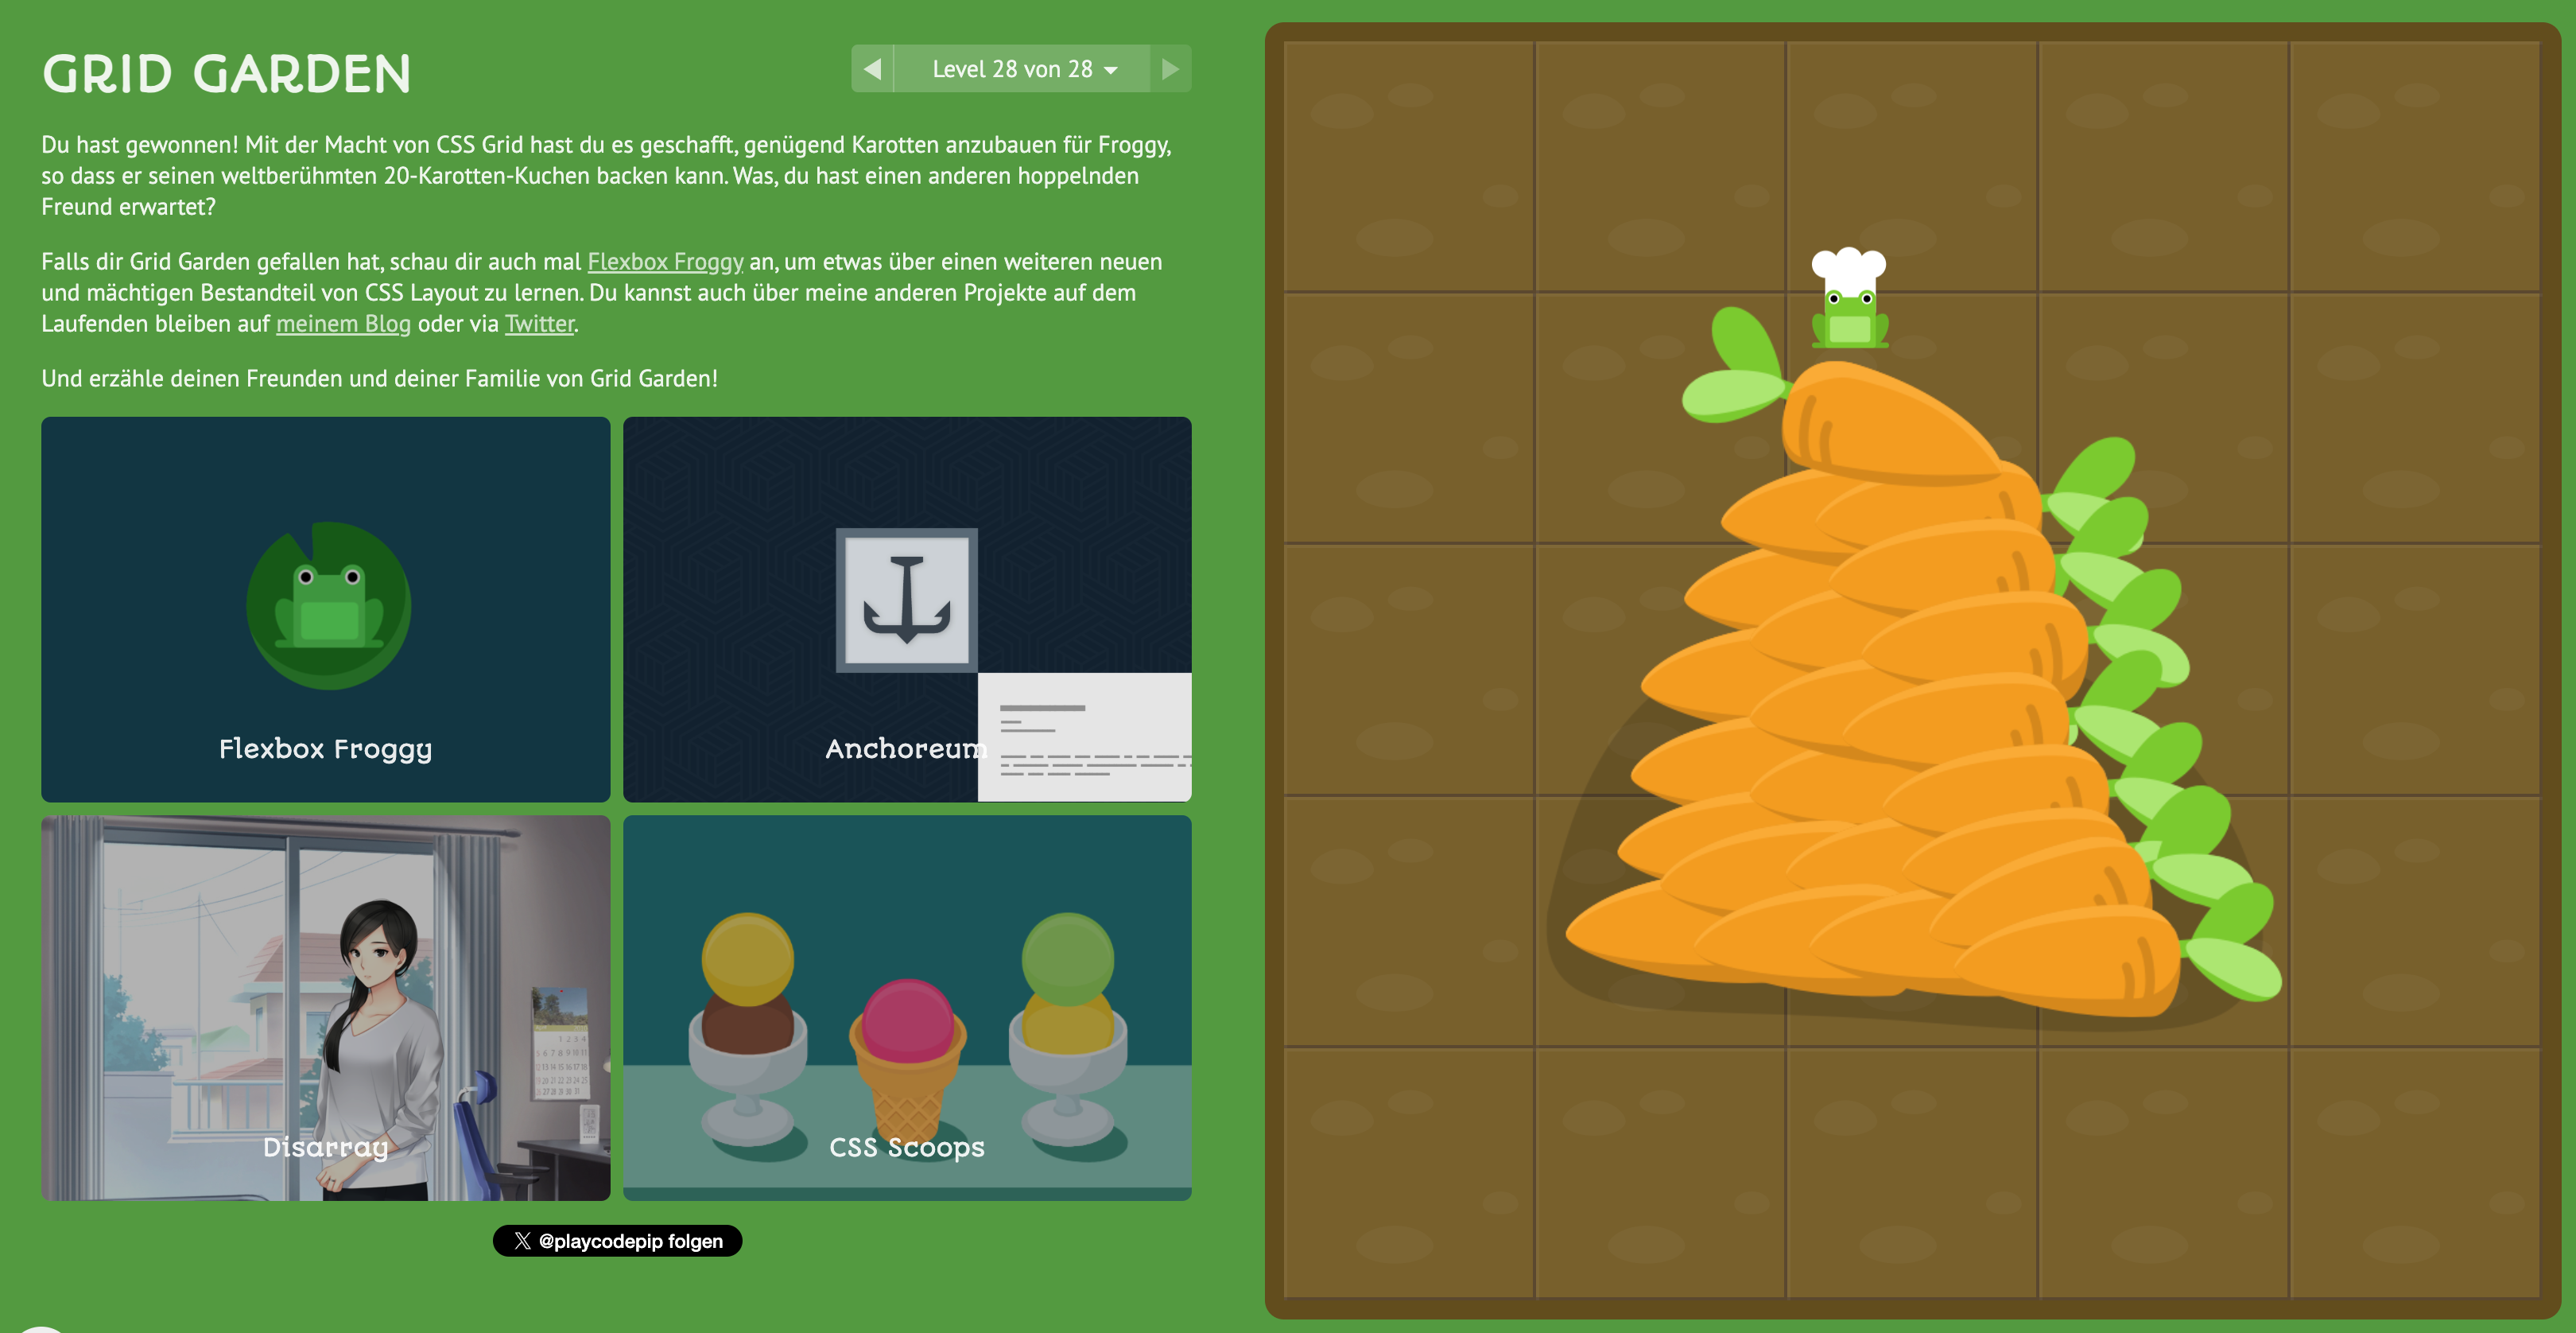 GRID GARDEN
Level 28 von 28
Du hast gewonnen! Mit der Macht von CSS Grid hast du es geschafft, genügend Karotten anzubauen für Froggy,
so dass er seinen weltberühmten 20-Karotten-Kuchen backen kann. Was, du hast einen anderen hoppelnden
Freund erwartet?
Falls dir Grid Garden gefallen hat, schau dir auch mal Flexbox Froggy an, um etwas über einen weiteren neuen
und mächtigen Bestandteil von CSS Layout zu lernen. Du kannst auch über meine anderen Projekte auf dem
Laufenden bleiben auf meinem Blog oder via Twitter.
Und erzähle deinen Freunden und deiner Familie von Grid Garden!
Flexbox Froggy
Anchoreum
Disarray
CSS Scoops
@playcodepip folgen